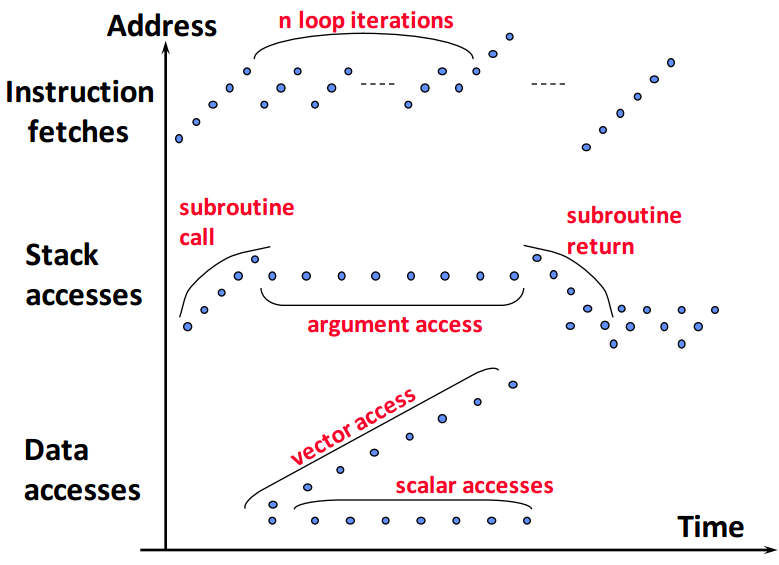 Address
n loop iterations
Instruction
fetches
subroutine
call
subroutine
return
Stack
accesses
argument access
vector access
Data
accesses
scalar accesses
Time